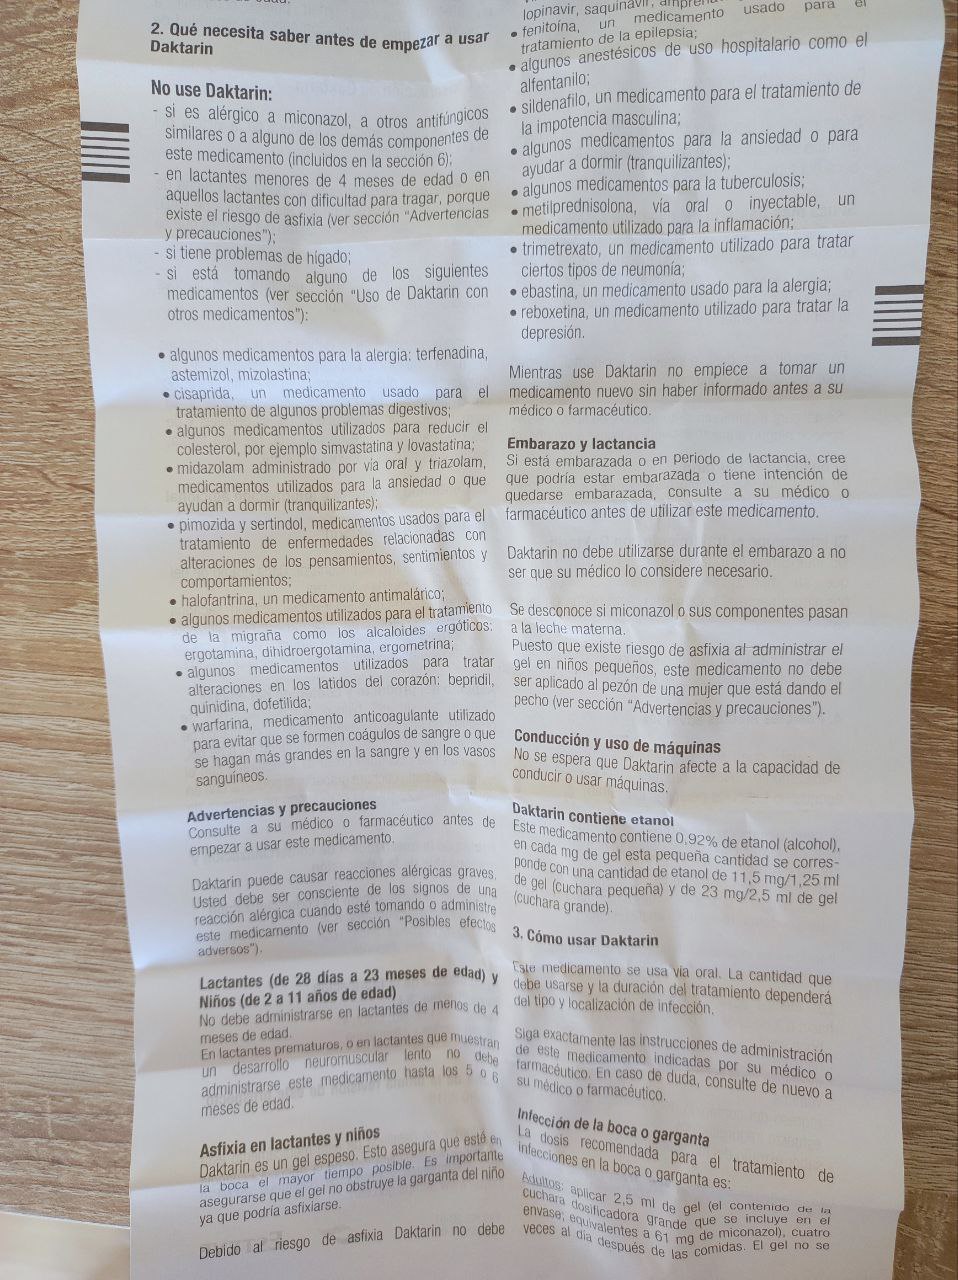 2. Qué necesita saber antes de empezar a usar
Daktarin
No use Daktarin:
- si es alérgico a miconazol, a otros antifúngicos
similares o a alguno de los demás componentes de
este medicamento (incluidos en la sección 6);
- en lactantes menores de 4 meses de edad o en
aquellos lactantes con dificultad para tragar, porque
existe el riesgo de asfixia (ver sección "Advertencias
y precauciones");
- si tiene problemas de hígado;
- si está tomando alguno de los siguientes
medicamentos (ver sección "Uso de Daktarin con
otros medicamentos"):
• algunos medicamentos para la alergia: terfenadina,
astemizol, mizolastina;
• cisaprida, un medicamento usado para el
tratamiento de algunos problemas digestivos;
• algunos medicamentos utilizados para reducir el
colesterol, por ejemplo simvastatina y lovastatina;
• midazolam administrado por vía oral y triazolam,
medicamentos utilizados para la ansiedad o que
ayudan a dormir (tranquilizantes);
• pimozida y sertindol, medicamentos usados para el
tratamiento de enfermedades relacionadas con
alteraciones de los pensamientos, sentimientos y
comportamientos;
• halofantrina, un medicamento antimalárico;
• algunos medicamentos utilizados para el tratamiento
de la migraña como los alcaloides ergóticos:
ergotamina, dihidroergotamina, ergometrina;
• algunos medicamentos utilizados para tratar
alteraciones en los latidos del corazón: bepridil,
quinidina, dofetilida;
• warfarina, medicamento anticoagulante utilizado
para evitar que se formen coágulos de sangre o que
se hagan más grandes en la sangre y en los vasos
sanguíneos.
Advertencias y precauciones
Consulte a su médico o farmacéutico antes de
empezar a usar este medicamento.
Daktarin puede causar reacciones alérgicas graves.
Usted debe ser consciente de los signos de una
reacción alérgica cuando esté tomando o administre
este medicamento (ver sección "Posibles efectos
adversos").
Lactantes (de 28 días a 23 meses de edad) y
Niños (de 2 a 11 años de edad)
No debe administrarse en lactantes de menos de 4
meses de edad.
En lactantes prematuros, o en lactantes que muestran
un desarrollo neuromuscular lento no debe
administrarse este medicamento hasta los 5 o 6
meses de edad.
Asfixia en lactantes y niños
Daktarin es un gel espeso. Esto asegura que esté en
la boca el mayor tiempo posible. Es importante
asegurarse que el gel no obstruye la garganta del niño
ya que podría asfixiarse.
Debido al riesgo de asfixia Daktarin no debe
lopinavir, saquinavir,
• fenitoína, un medicamento usado para el
tratamiento de la epilepsia;
• algunos anestésicos de uso hospitalario como el
alfentanilo;
• sildenafilo, un medicamento para el tratamiento de
la impotencia masculina;
• algunos medicamentos para la ansiedad o para
ayudar a dormir (tranquilizantes);
• algunos medicamentos para la tuberculosis;
• metilprednisolona, vía oral o inyectable, un
medicamento utilizado para la inflamación;
• trimetrexato, un medicamento utilizado para tratar
ciertos tipos de neumonía;
• ebastina, un medicamento usado para la alergia;
• reboxetina, un medicamento utilizado para tratar la
depresión.
Mientras use Daktarin no empiece a tomar un
medicamento nuevo sin haber informado antes a su
médico o farmacéutico.
Embarazo y lactancia
Si está embarazada o en periodo de lactancia, cree
que podría estar embarazada o tiene intención de
quedarse embarazada, consulte a su médico o
farmacéutico antes de utilizar este medicamento.
Daktarin no debe utilizarse durante el embarazo a no
ser que su médico lo considere necesario.
Se desconoce si miconazol o sus componentes pasan
a la leche materna.
Puesto que existe riesgo de asfixia al administrar el
gel en niños pequeños, este medicamento no debe
ser aplicado al pezón de una mujer que está dando el
pecho (ver sección "Advertencias y precauciones").
Conducción y uso de máquinas
No se espera que Daktarin afecte a la capacidad de
conducir o usar máquinas.
Daktarin contiene etanol
Este medicamento contiene 0,92% de etanol (alcohol),
en cada mg de gel esta pequeña cantidad se corres-
ponde con una cantidad de etanol de 11,5 mg/1,25 ml
de gel (cuchara pequeña) y de 23 mg/2,5 ml de gel
(cuchara grande).
3. Cómo usar Daktarin
Este medicamento se usa vía oral. La cantidad que
debe usarse y la duración del tratamiento dependerá
del tipo y localización de infección.
Siga exactamente las instrucciones de administración
de este medicamento indicadas por su médico o
farmacéutico. En caso de duda, consulte de nuevo a
su médico o farmacéutico.
Infección de la boca o garganta
La dosis recomendada para el tratamiento de
infecciones en la boca o garganta es:
Adultos: aplicar 2,5 ml de gel (el contenido de la
cuchara dosificadora grande que se incluye en el
envase; equivalentes a 61 mg de miconazol), cuatro
veces al día después de las comidas. El gel no se